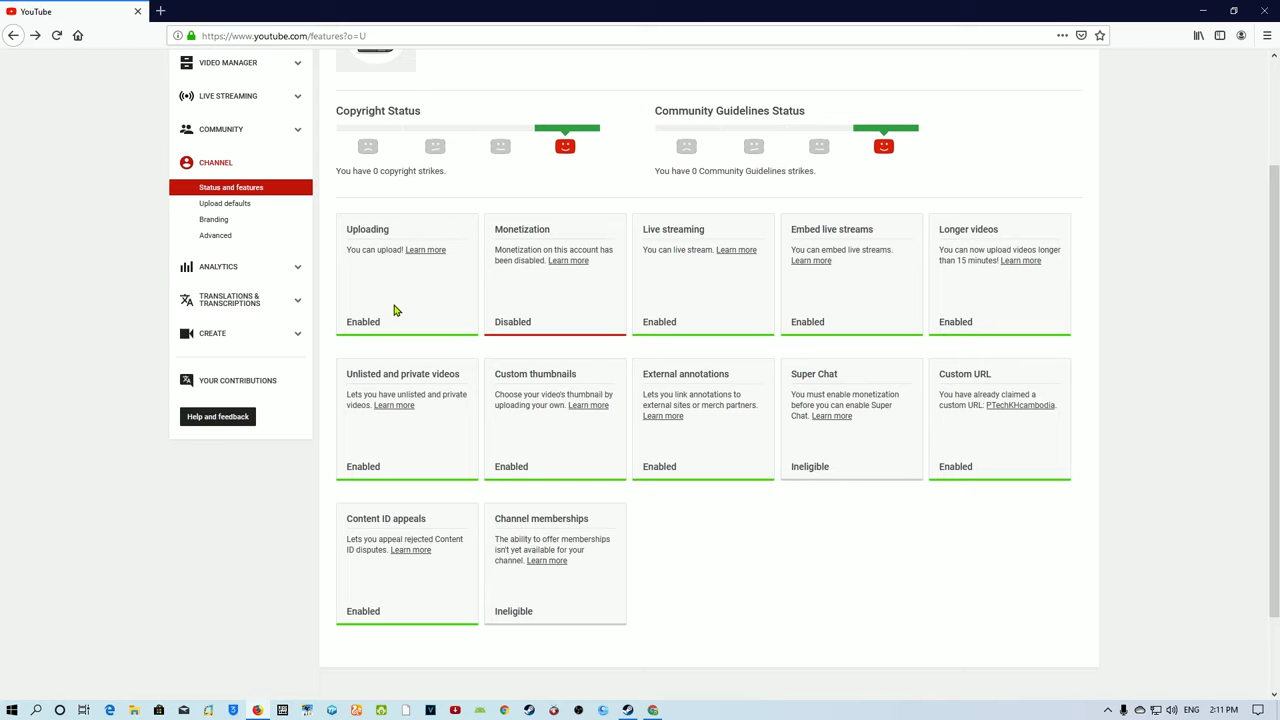 YouTube
https://www.youtube.com/features?o=U
VIDEO MANAGER
LIVE STREAMING
COMMUNITY
CHANNEL
Status and features
Upload defaults
Branding
Advanced
ANALYTICS
TRANSLATIONS &
TRANSCRIPTIONS
CREATE
YOUR CONTRIBUTIONS
Help and feedback
Copyright Status
You have 0 copyright strikes.
Community Guidelines Status
You have 0 Community Guidelines strikes.
Uploading
You can upload! Learn more
Enabled
Monetization
Monetization on this account has
been disabled. Learn more
Disabled
Live streaming
You can live stream. Learn more
Enabled
Embed live streams
You can embed live streams.
Learn more
Enabled
Longer videos
You can now upload videos longer
than 15 minutes! Learn more
Enabled
Unlisted and private videos
Lets you have unlisted and private
videos. Learn more
Enabled
Custom thumbnails
Choose your video's thumbnail by
uploading your own. Learn more
Enabled
External annotations
Lets you link annotations to
external sites or merch partners.
Learn more
Enabled
Super Chat
You must enable monetization
before you can enable Super
Chat. Learn more
Ineligible
Custom URL
You have already claimed a
custom URL: PTechKHcambodia.
Enabled
Content ID appeals
Lets you appeal rejected Content
ID disputes. Learn more
Enabled
Channel memberships
The ability to offer memberships
isn't yet available for your
channel. Learn more
Ineligible
ENG
2:11 PM